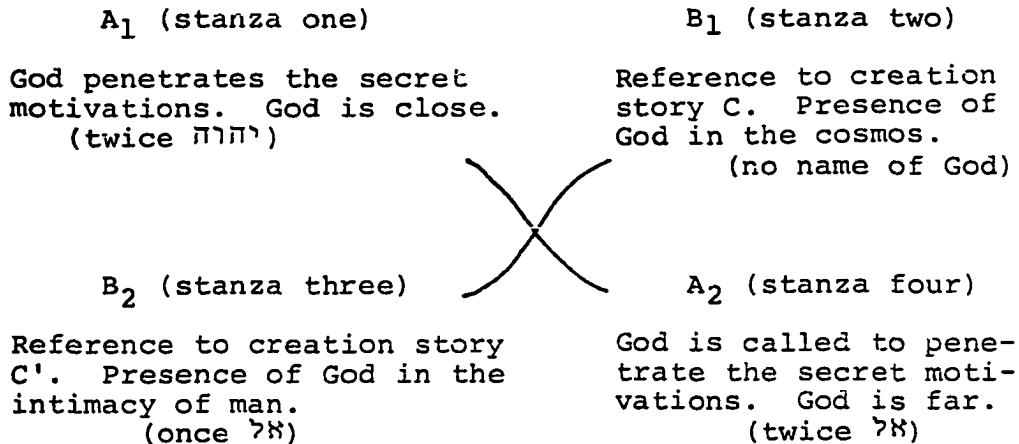 A1 (stanza one)
God penetrates the secret
motivations. God is close.
(twice יהוה)
B1 (stanza two)
Reference to creation
story C. Presence of
God in the cosmos.
(no name of God)
B2 (stanza three)
Reference to creation story
C'. Presence of God in the
intimacy of man.
(once אל)
A2 (stanza four)
God is called to pene-
trate the secret moti-
vations. God is far.
(twice אל)